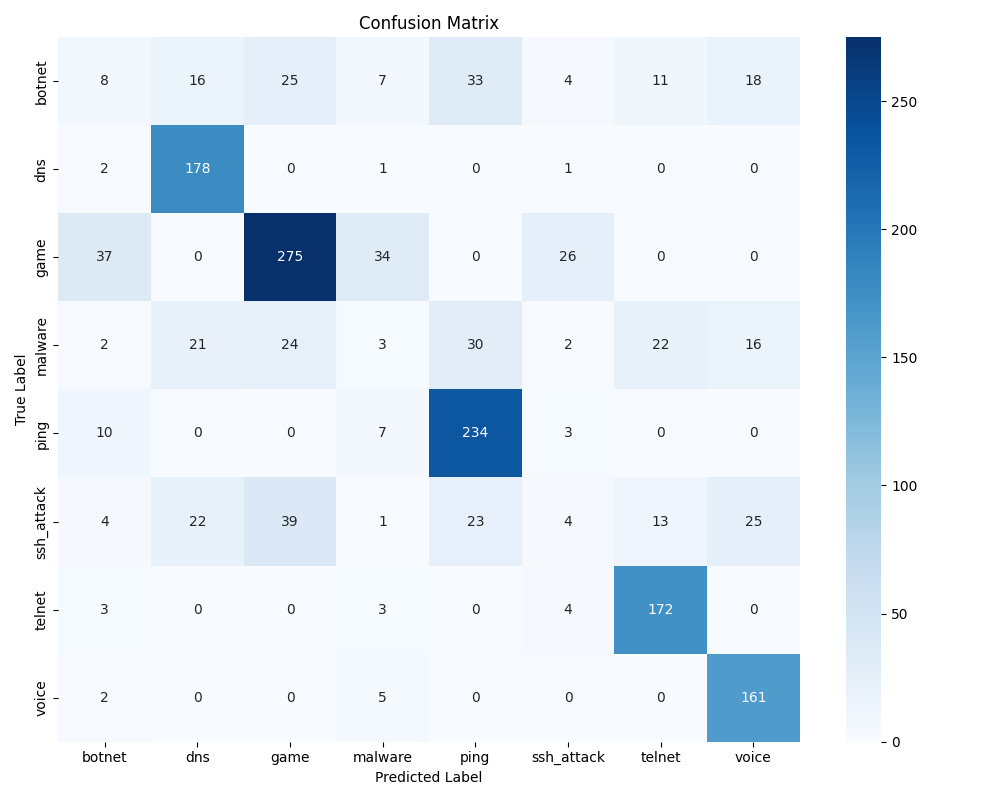 Confusion Matrix
True Label
botnet 8 16 25 7 33 4 11 18
dns 2 178 0 1 0 1 0 0
game 37 0 275 34 0 26 0 0
malware 2 21 24 3 30 2 22 16
ping 10 0 0 7 234 3 0 0
ssh_attack 4 22 39 1 23 4 13 25
telnet 3 0 0 3 0 4 172 0
voice 2 0 0 5 0 0 0 161
botnet dns game malware ping ssh_attack telnet voice
Predicted Label
250
200
150
100
50
0